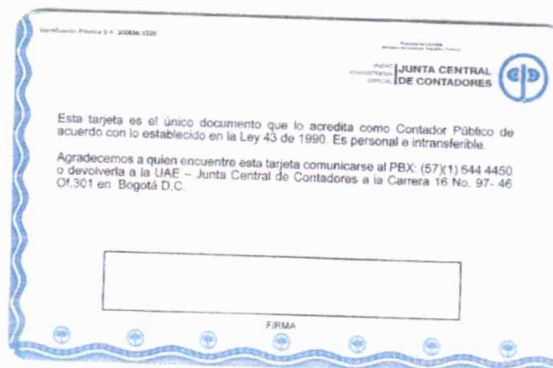 Identificación Plástica S.A.
JUNTA CENTRAL
DE CONTADORES
Esta tarjeta es el único documento que lo acredita como Contador Público de
acuerdo con lo establecido en la Ley 43 de 1990. Es personal e intransferible.
Agradecemos a quien encuentre esta tarjeta comunicarse al PBX: (57)(1) 644 4450
o devolverla a la UAE – Junta Central de Contadores a la Carrera 16 No. 97- 46
Of.301 en Bogotá D.C.
FIRMA